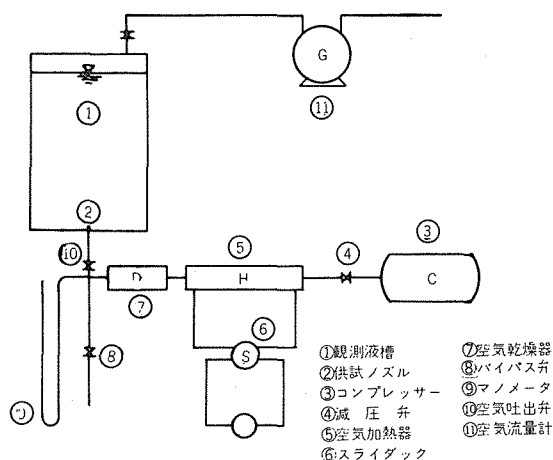 G
⑪
①
②
⑩
③
⑤
④
C
H
⑦
⑥
S
⑧
①観測液槽
②供試ノズル
③コンプレッサー
④減圧弁
⑤空気加熱器
⑥スライダック
⑦空気乾燥器
⑧バイパス弁
⑨マノメータ
⑩空気吐出弁
⑪空気流量計